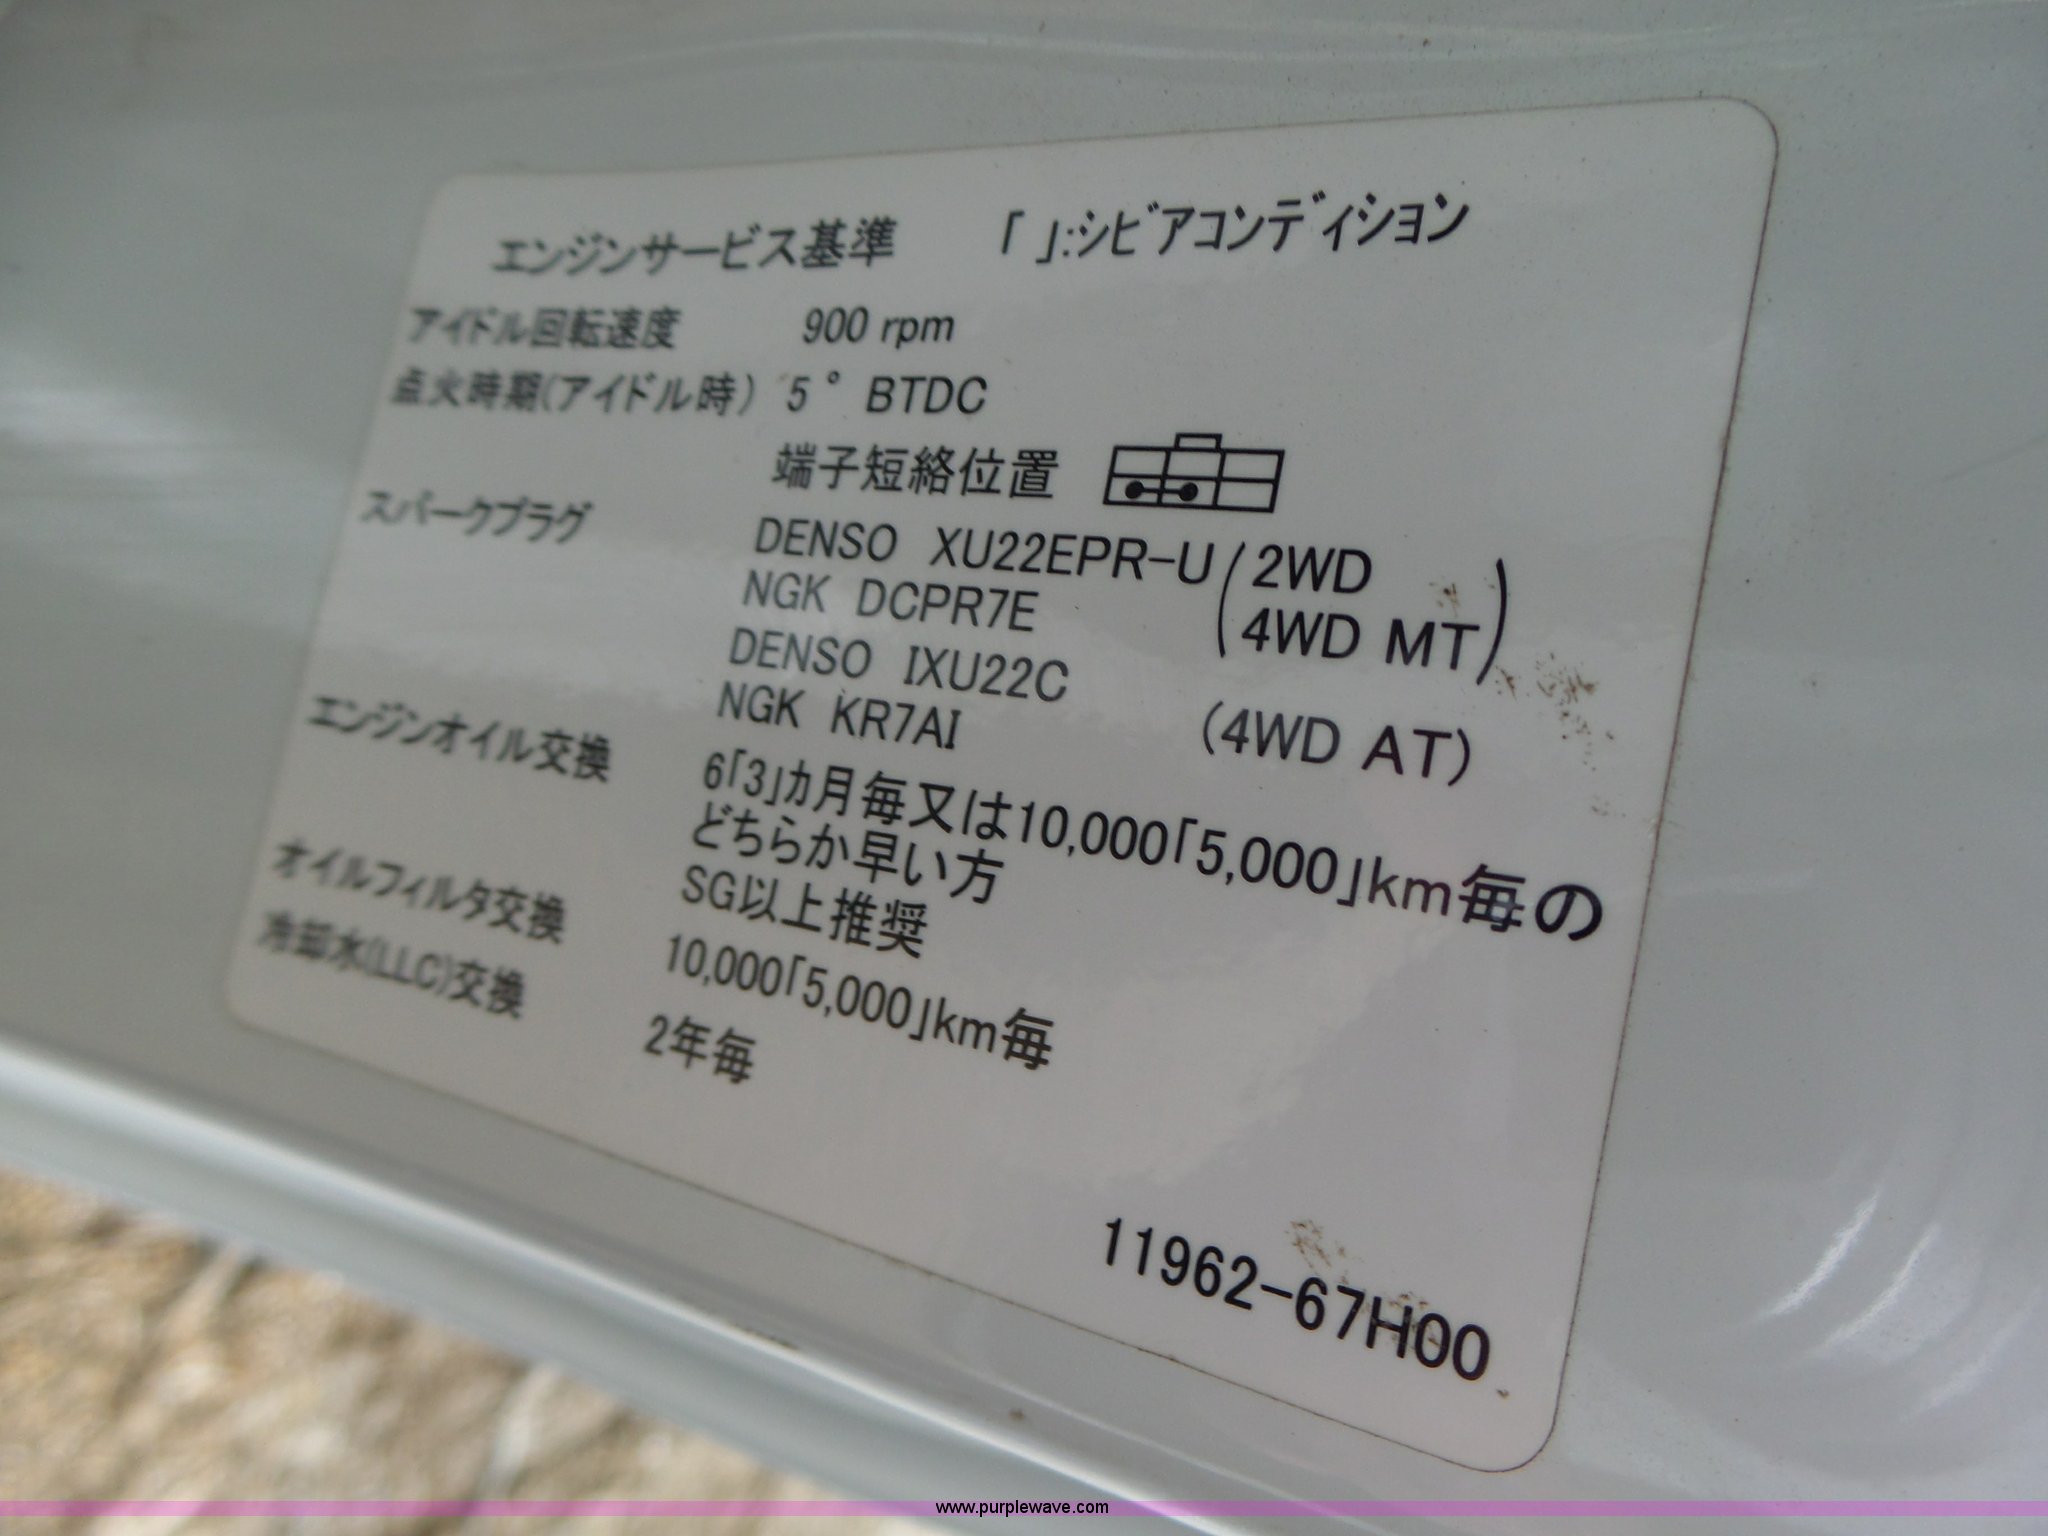 エンジンサービス基準 「 」:シビアコンディション
アイドル回転速度 900 rpm
点火時期(アイドル時) 5° BTDC
端子短絡位置
スパークプラグ DENSO XU22EPR-U (2WD
NGK DCPR7E 4WD MT)
DENSO IXU22C
NGK KR7AI (4WD AT)
エンジンオイル交換 6「3」カ月毎又は10,000「5,000」km毎の
どちらか早い方
SG以上推奨
オイルフィルタ交換 10,000「5,000」km毎
冷却水(LLC)交換 2年毎
11962-67H00
www.purplewave.com